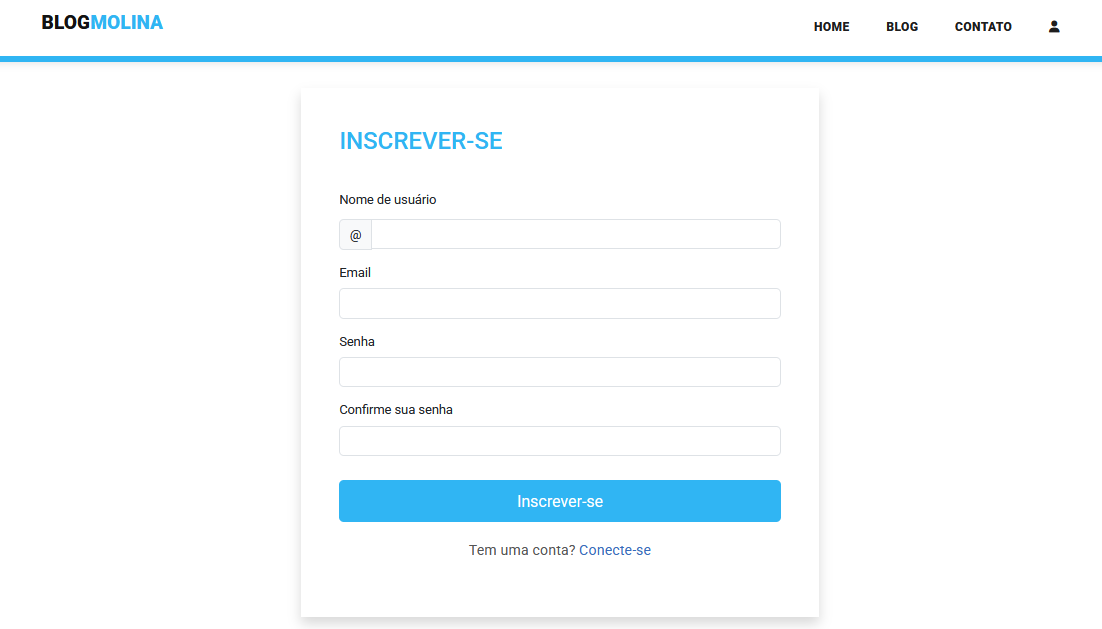 BLOGMOLINA
HOME BLOG CONTATO
INSCREVER-SE
Nome de usuário
@
Email
Senha
Confirme sua senha
Inscrever-se
Tem uma conta? Conecte-se